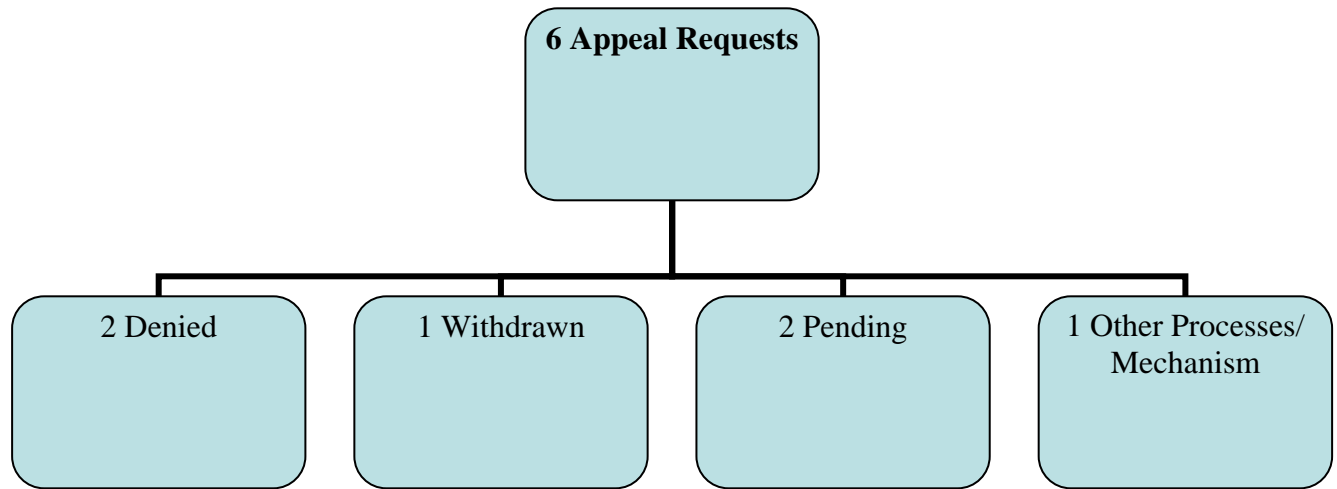 6 Appeal Requests
2 Denied
1 Withdrawn
2 Pending
1 Other Processes/
Mechanism